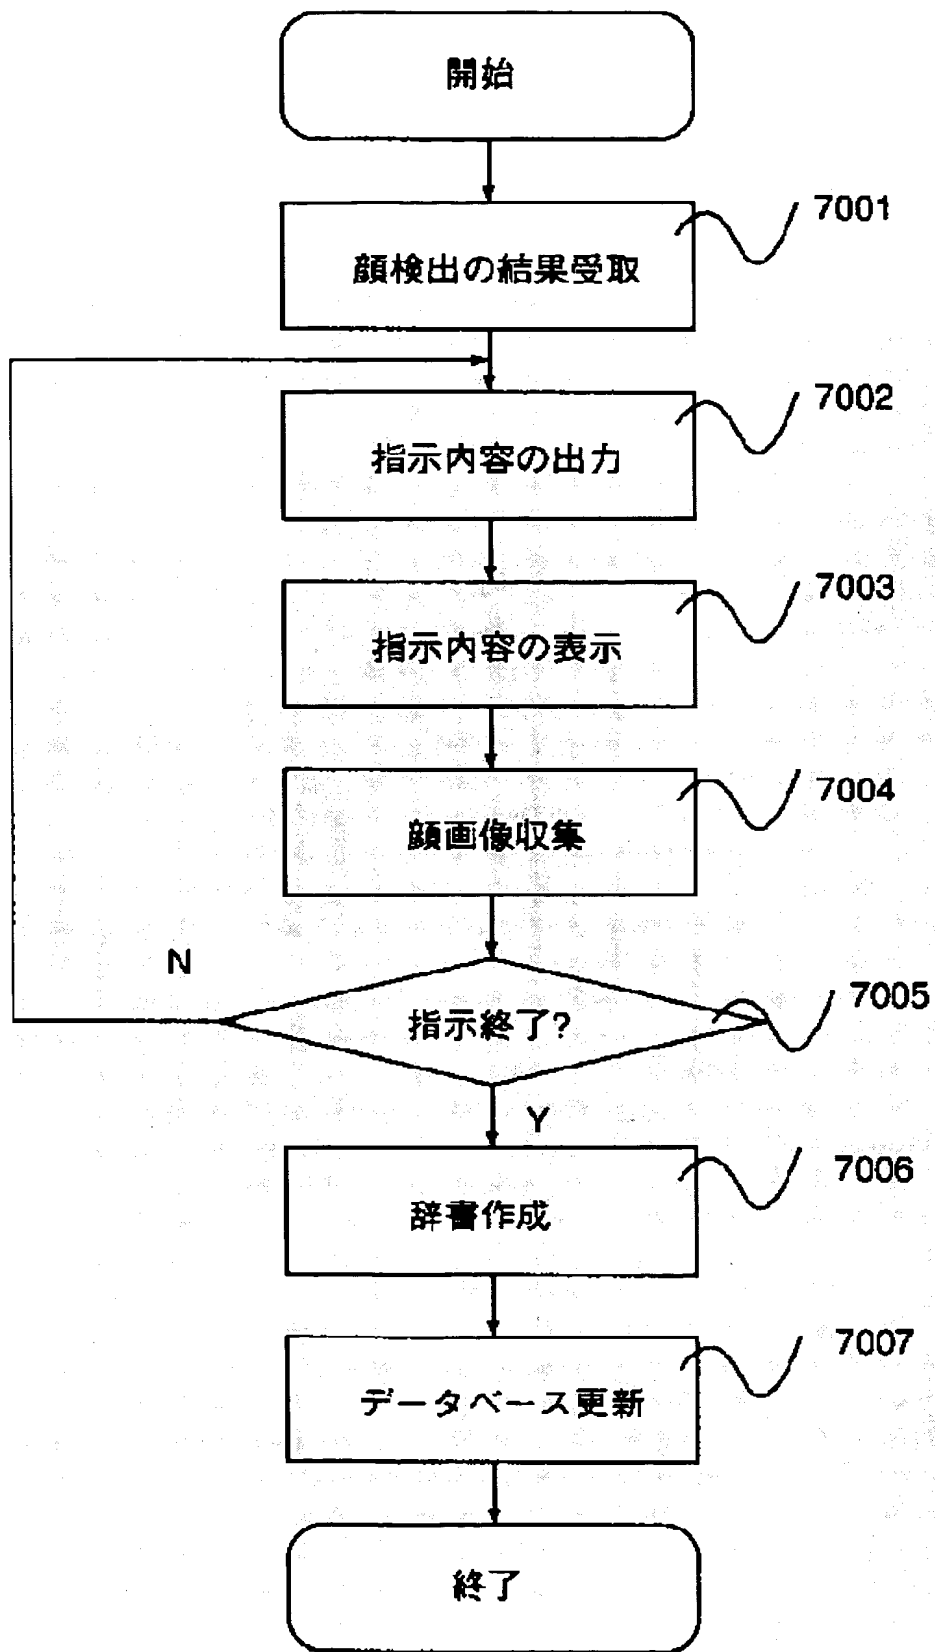 開始
7001
顔検出の結果受取
7002
指示内容の出力
7003
指示内容の表示
7004
顔画像収集
N
7005
指示終了?
Y
7006
辞書作成
7007
データベース更新
終了